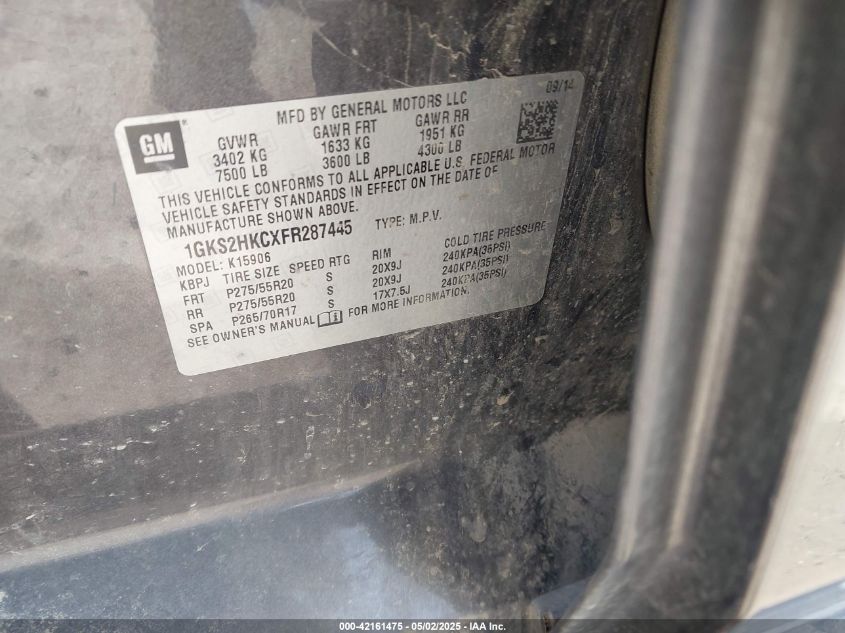 09/14
MFD BY GENERAL MOTORS LLC
GM
GVWR GAWR FRT GAWR RR
3402 KG 1633 KG 1951 KG
7500 LB 3600 LB 4300 LB
THIS VEHICLE CONFORMS TO ALL APPLICABLE U.S. FEDERAL MOTOR
VEHICLE SAFETY STANDARDS IN EFFECT ON THE DATE OF
MANUFACTURE SHOWN ABOVE.
1GKS2HKCXFR287445 TYPE: M.P.V.
MODEL: K15906
KBPJ TIRE SIZE SPEED RTG RIM COLD TIRE PRESSURE
FRT P275/55R20 S 20X9J 240KPA(35PSI)
RR P275/55R20 S 20X9J 240KPA(35PSI)
SPA P265/70R17 S 17X7.5J 240KPA(35PSI)
SEE OWNER'S MANUAL FOR MORE INFORMATION.
000-42161475 - 05/02/2025 - IAA Inc.